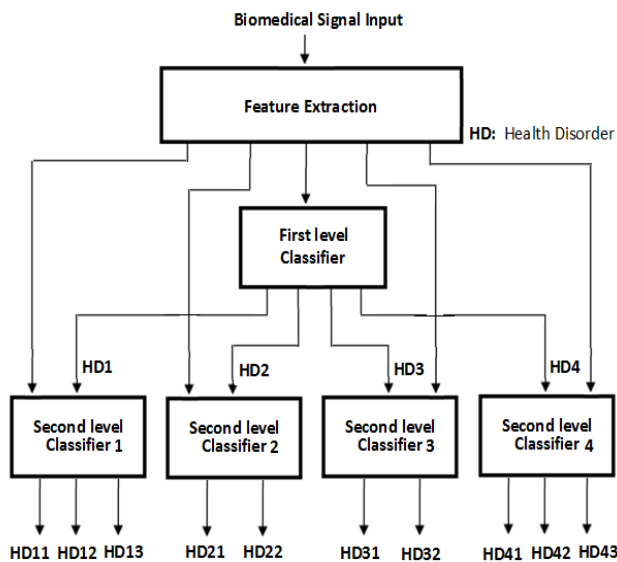 Biomedical Signal Input
Feature Extraction
HD: Health Disorder
First level
Classifier
HD1
HD2
HD3
HD4
Second level
Classifier 1
Second level
Classifier 2
Second level
Classifier 3
Second level
Classifier 4
HD11 HD12 HD13 HD21 HD22 HD31 HD32 HD41 HD42 HD43